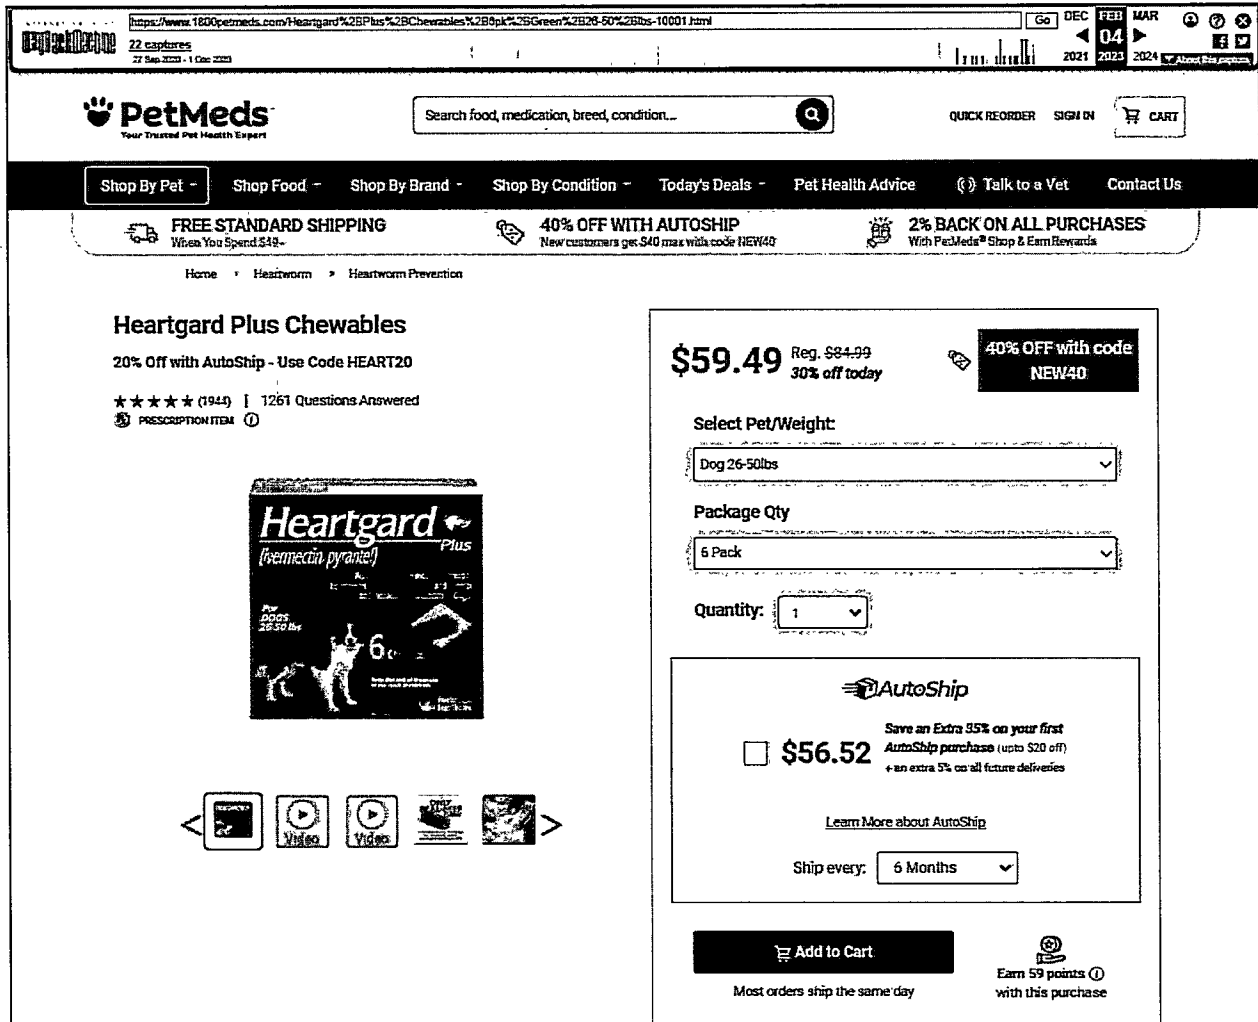 https://www.1800petmeds.com/Heartgard%2BPlus%2BChewables%2B6pk%2BGreen%2B26-50%2Blbs-10001.html Go DEC FEB MAR
22 captures 04
27 Sep 2020 - 1 Dec 2023 2021 2023 2024 About this capture
PetMeds
Your Trusted Pet Health Expert
Search food, medication, breed, condition...
QUICK REORDER SIGN IN CART
Shop By Pet Shop Food Shop By Brand Shop By Condition Today's Deals Pet Health Advice Talk to a Vet Contact Us
FREE STANDARD SHIPPING
When You Spend $49+
40% OFF WITH AUTOSHIP
New customers get $40 max with code NEW40
2% BACK ON ALL PURCHASES
With PetMeds® Shop & Earn Rewards
Home > Heartworm > Heartworm Prevention
Heartgard Plus Chewables
20% Off with AutoShip - Use Code HEART20
★★★★★ (1944) | 1261 Questions Answered
PRESCRIPTION ITEM
Heartgard
Plus
[ivermectin pyrantel]
For
DOGS
26-50 lbs
6
Video Video
$59.49 Reg. $84.99
30% off today
40% OFF with code
NEW40
Select Pet/Weight:
Dog 26-50lbs
Package Qty
6 Pack
Quantity: 1
AutoShip
$56.52
Save an Extra 35% on your first
AutoShip purchase (upto $20 off)
+ an extra 5% on all future deliveries
Learn More about AutoShip
Ship every: 6 Months
Add to Cart
Most orders ship the same day
Earn 59 points
with this purchase